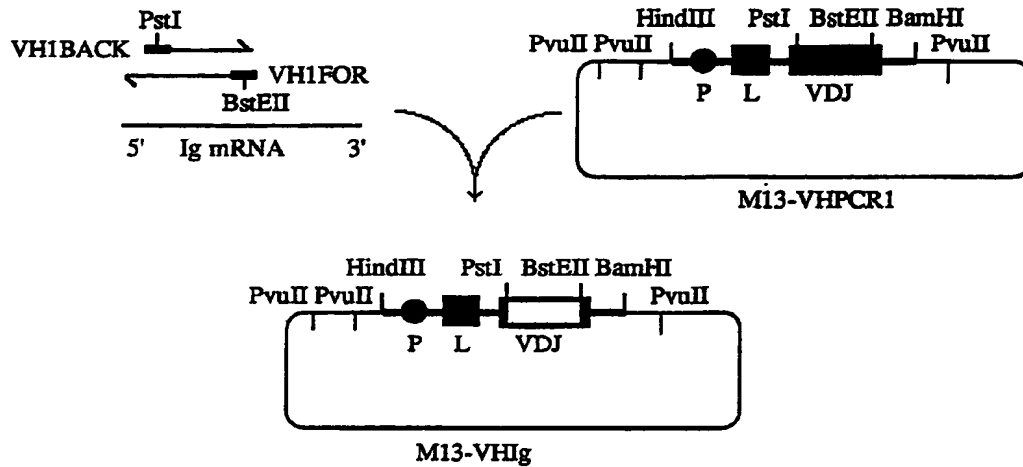 PstI
VH1BACK
VH1FOR
BstEII
5' Ig mRNA 3'
HindIII PstI BstEII BamHI
PvuII PvuII PvuII
P L VDJ
M13-VHPCR1
HindIII PstI BstEII BamHI
PvuII PvuII PvuII
P L VDJ
M13-VHIg